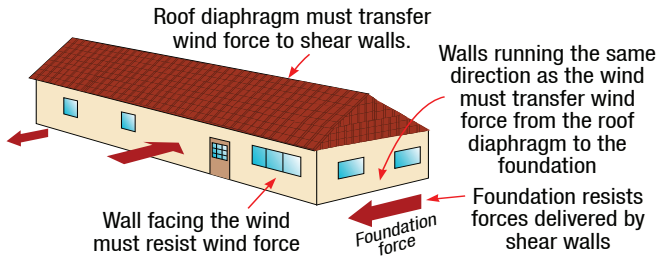 Roof diaphragm must transfer
wind force to shear walls.
Walls running the same
direction as the wind
must transfer wind
force from the roof
diaphragm to the
foundation
Wall facing the wind
must resist wind force
Foundation
force
Foundation resists
forces delivered by
shear walls